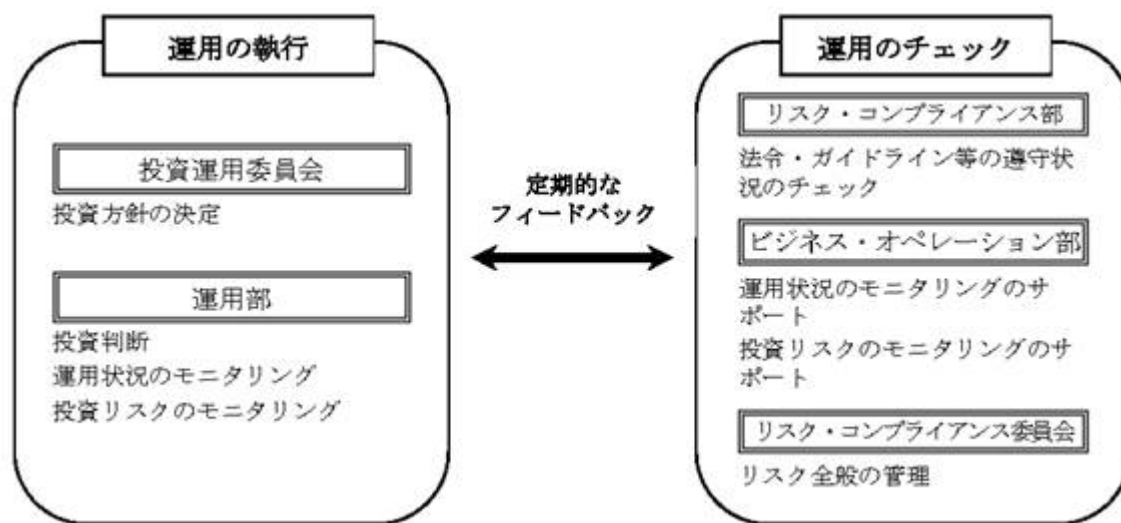 運用の執行
投資運用委員会
投資方針の決定
運用部
投資判断
運用状況のモニタリング
投資リスクのモニタリング
定期的な
フィードバック
運用のチェック
リスク・コンプライアンス部
法令・ガイドライン等の遵守状
況のチェック
ビジネス・オペレーション部
運用状況のモニタリングのサ
ポート
投資リスクのモニタリングのサ
ポート
リスク・コンプライアンス委員会
リスク全般の管理